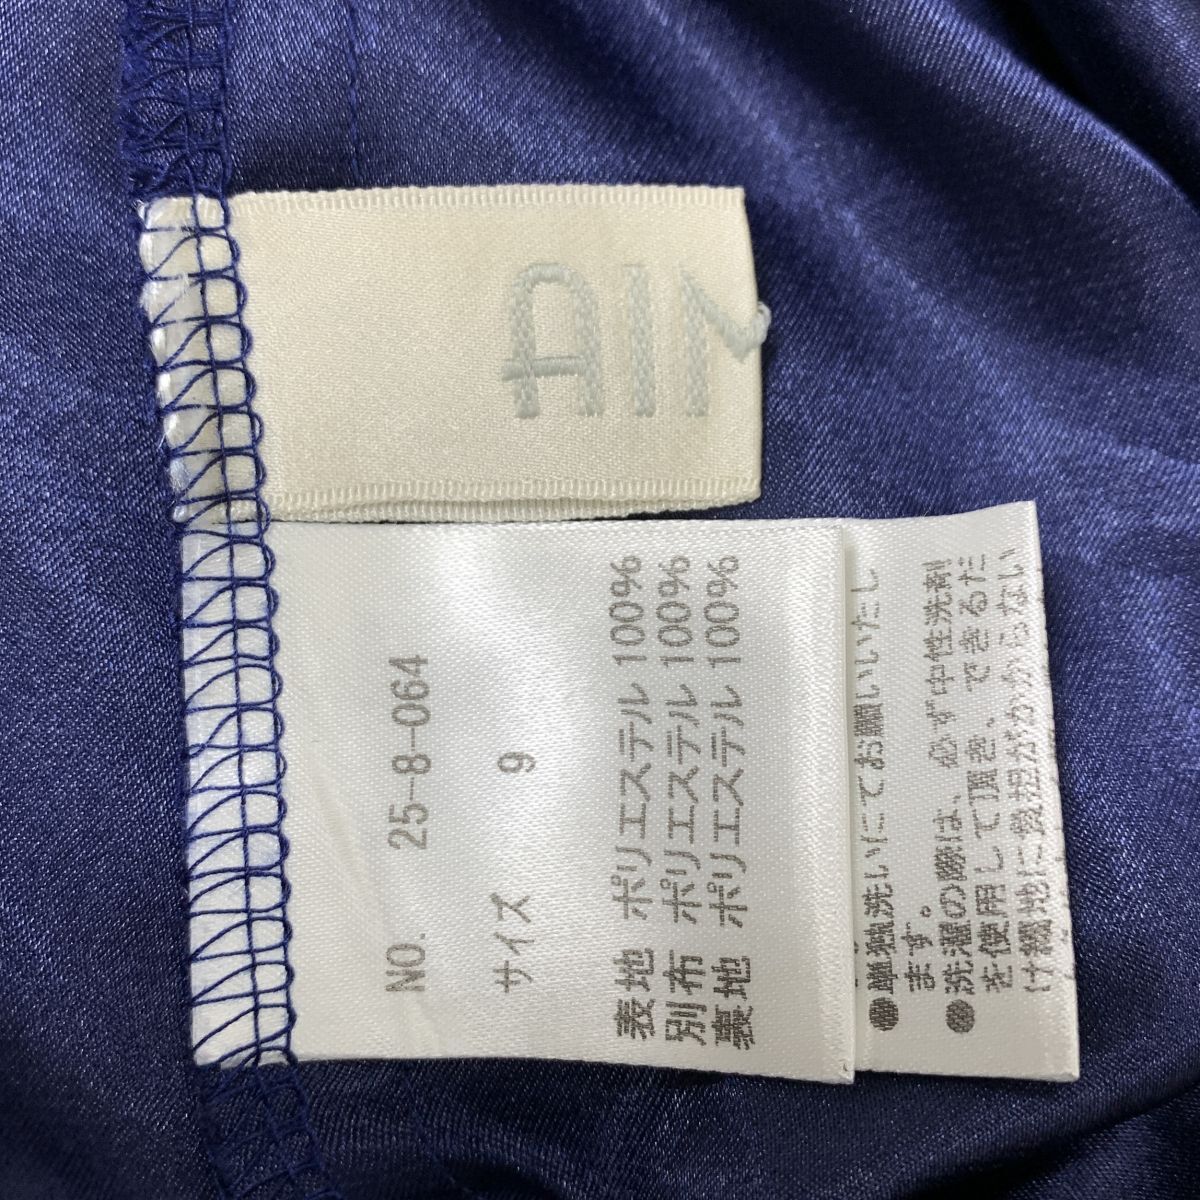 AIM
NO. 25-8-064
サイズ 9
表地 ポリエステル 100%
別布 ポリエステル 100%
裏地 ポリエステル 100%
●単独洗いにてお願いいたし
ます。
●洗濯の際は、必ず中性洗剤
を使用して頂き、できるだ
け繊地に負担がかからない